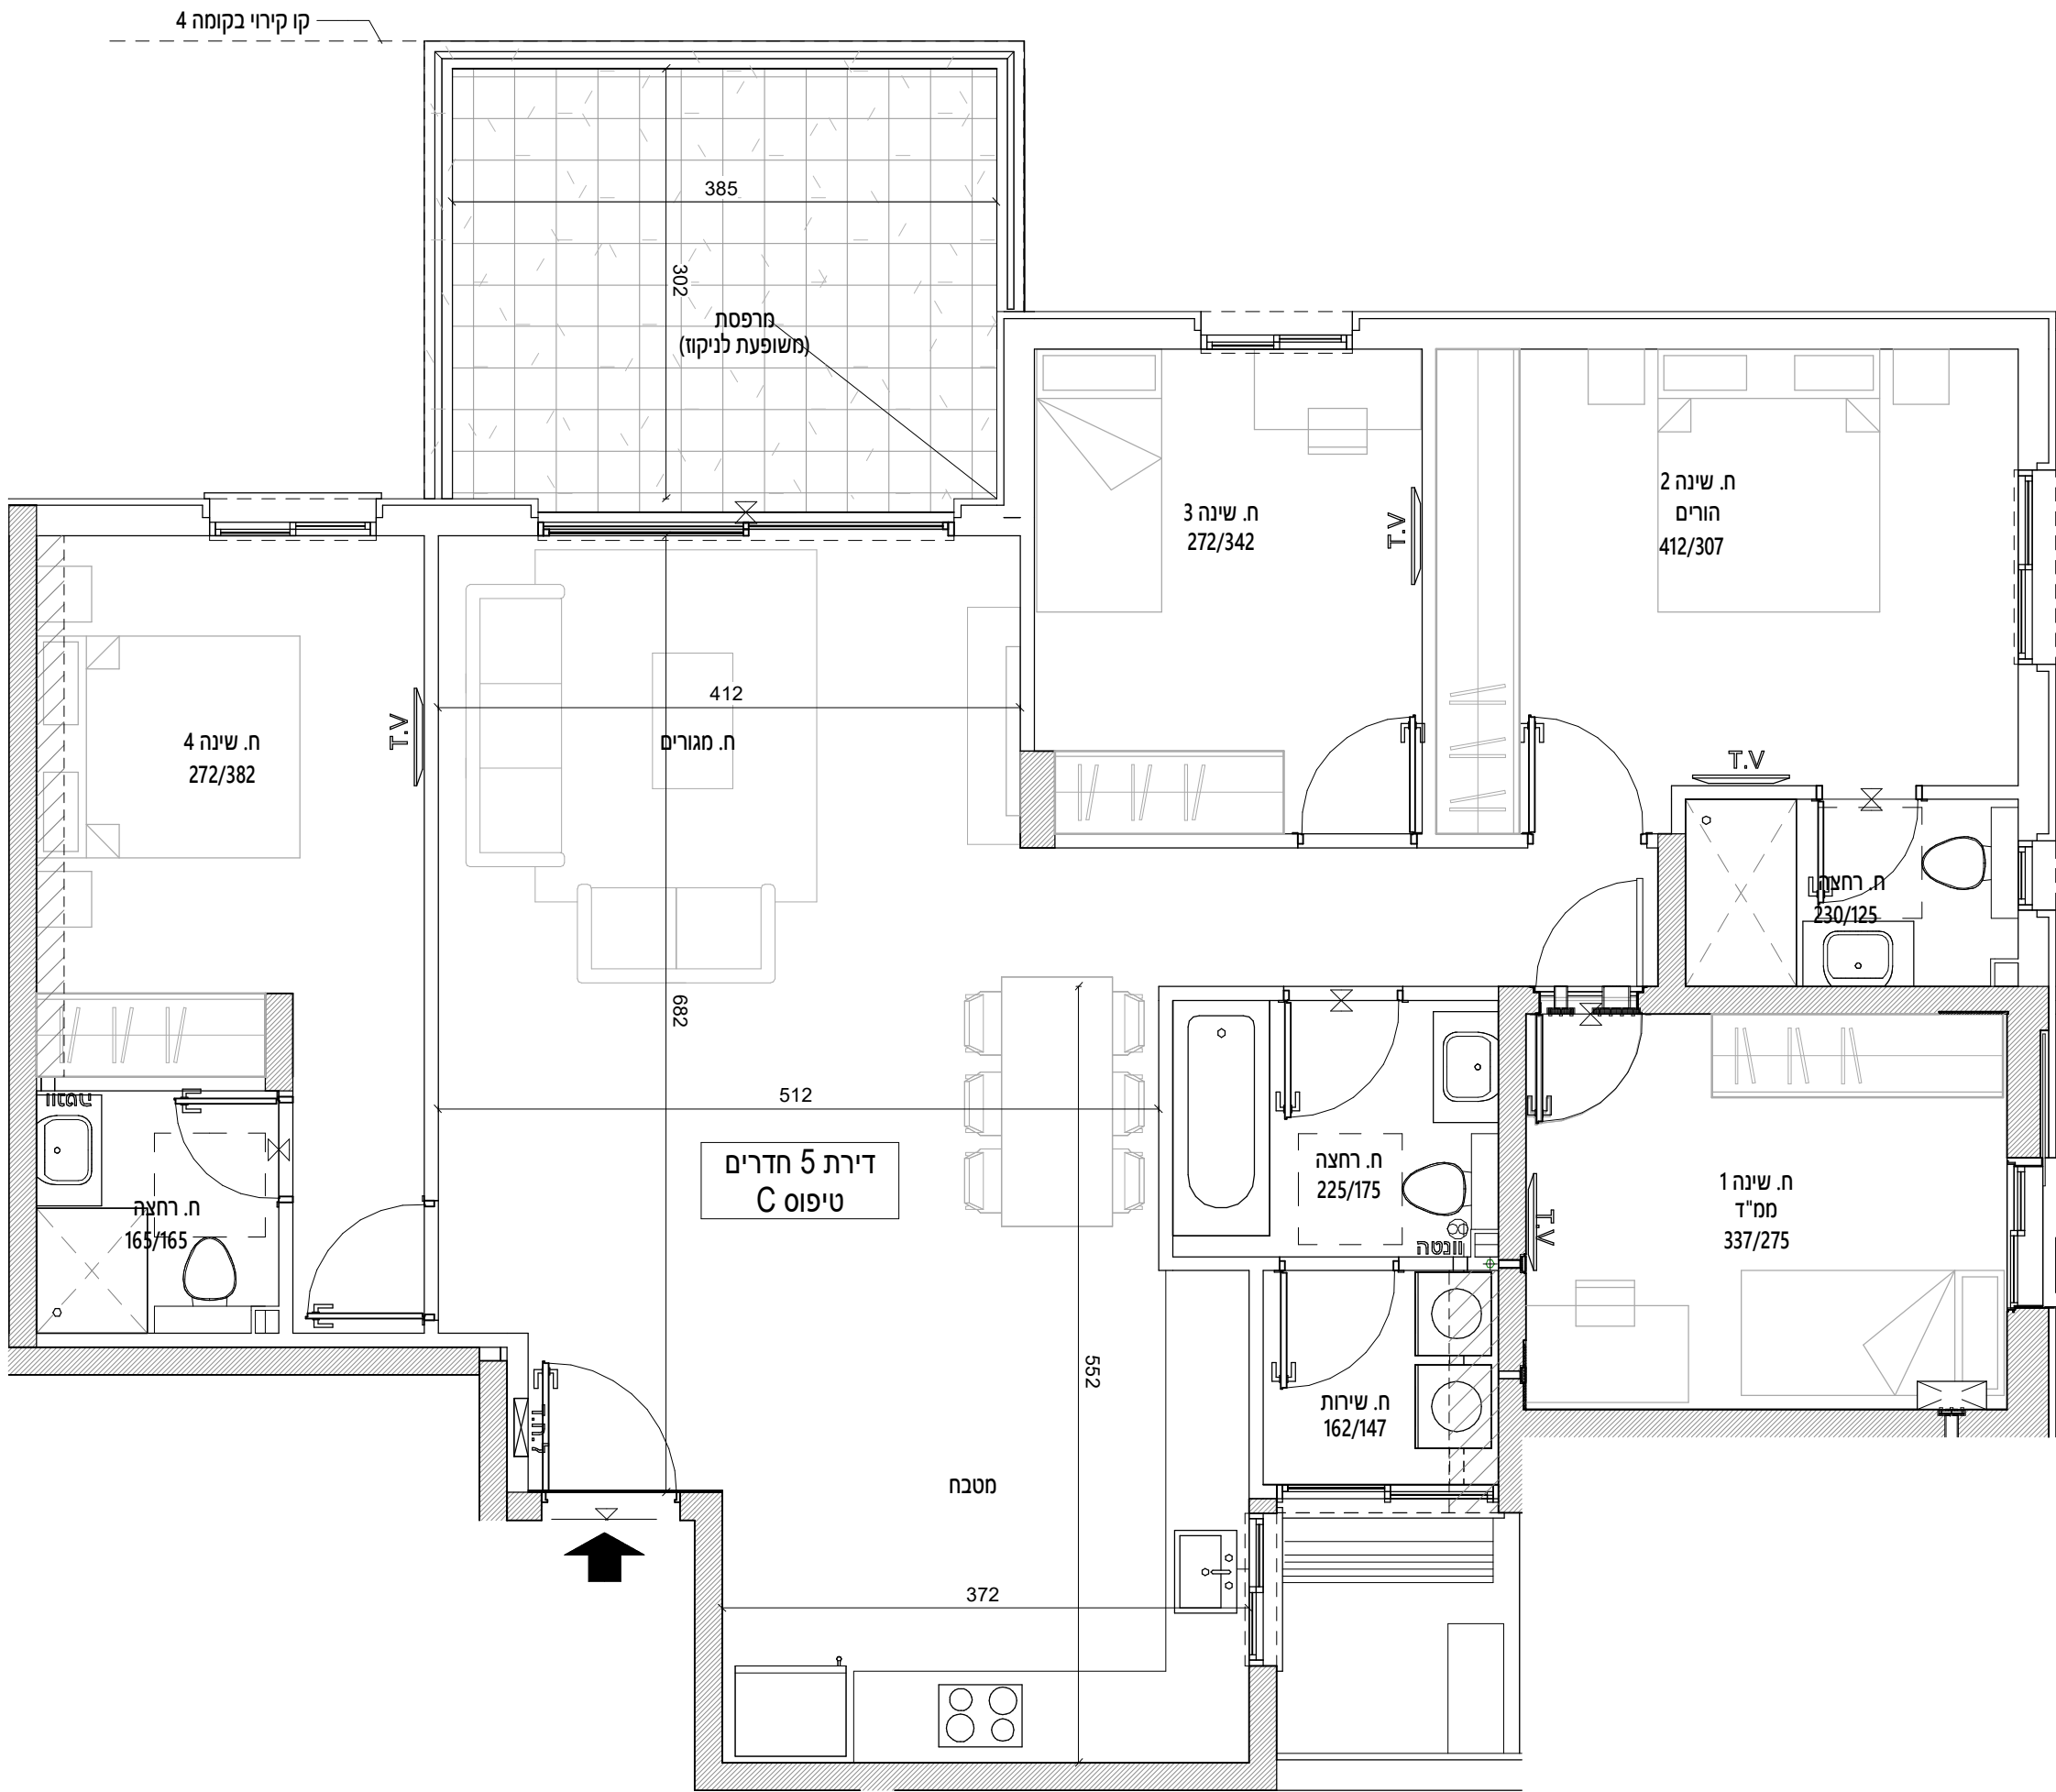 קו קירוי בקומה 4
385
302
מרפסת
(משופעת לניקוז)
ח. שינה 3
272/342
T.V
ח. שינה 2
הורים
412/307
T.V
ח. שינה 4
272/382
T.V
412
ח. מגורים
682
ח. רחצה
230/125
512
דירת 5 חדרים
טיפוס C
ח. רחצה
225/175
וונטה
ח. שינה 1
ממ"ד
337/275
T.V
ח. רחצה
165/165
552
ח. שירות
162/147
מטבח
372